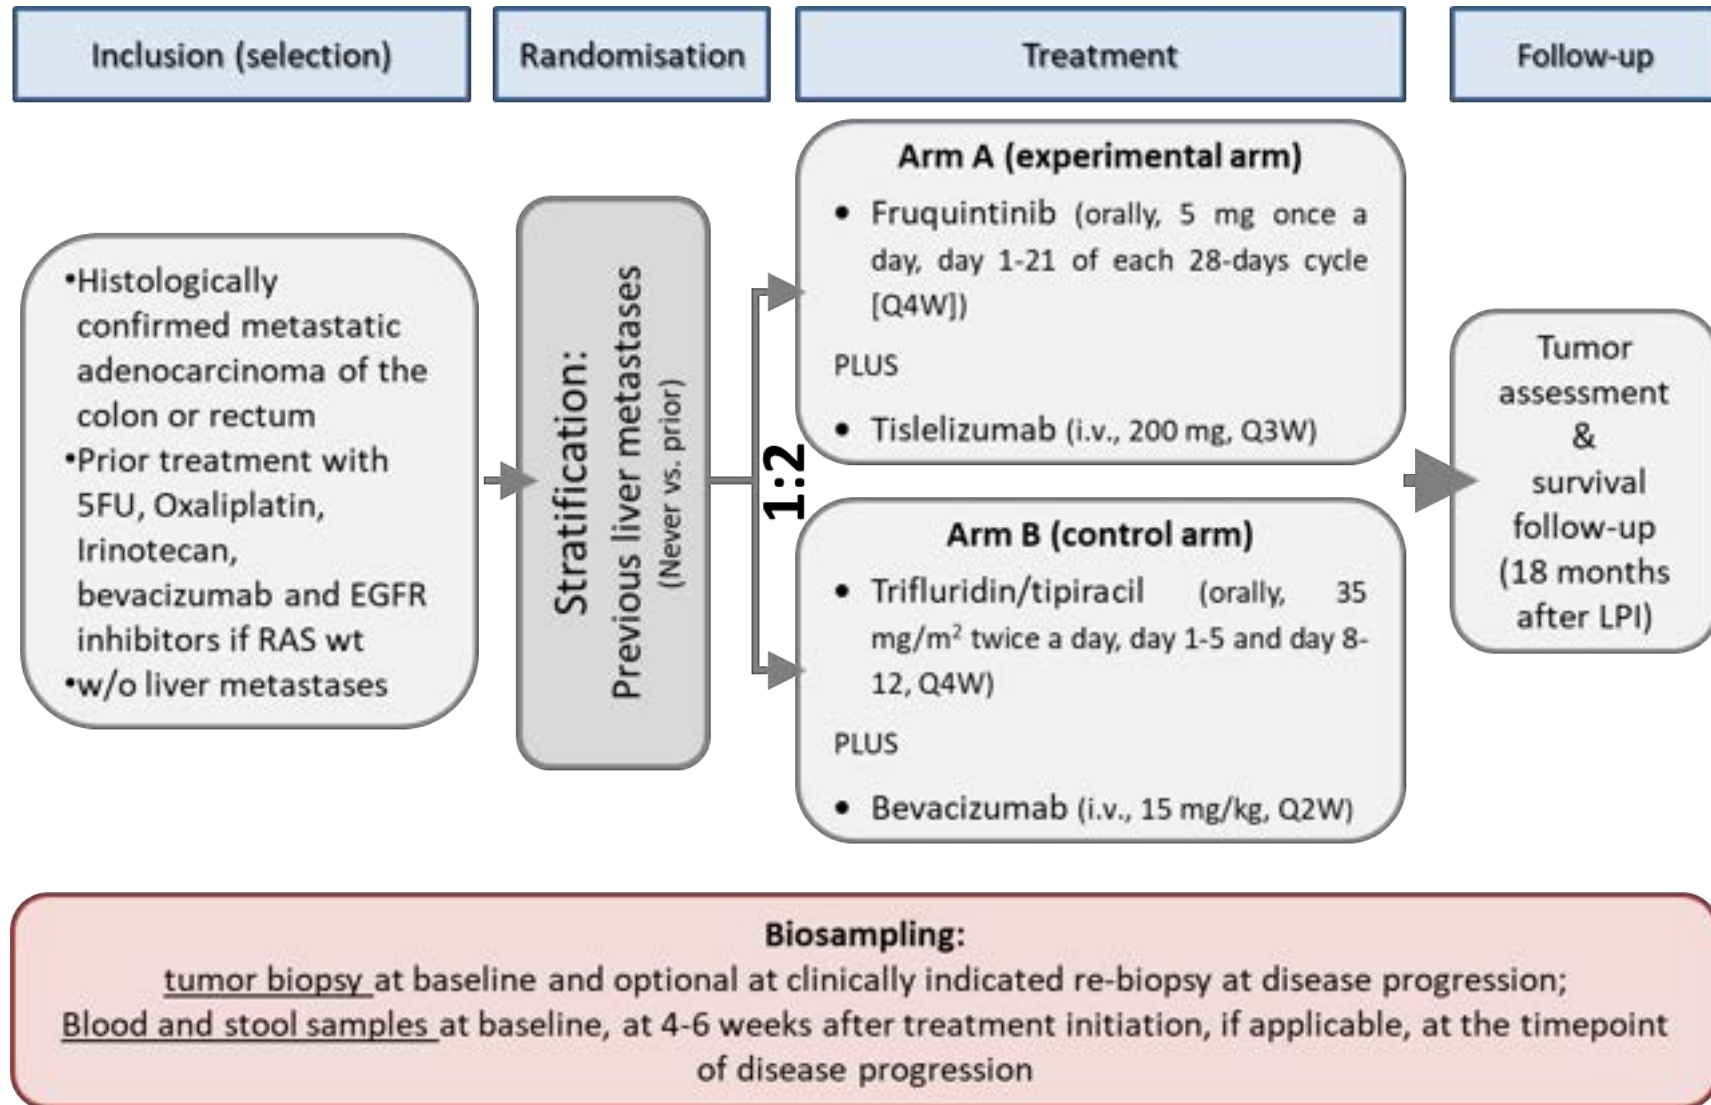 Inclusion (selection)
Randomisation
Treatment
Follow-up
•Histologically
confirmed metastatic
adenocarcinoma of the
colon or rectum
•Prior treatment with
5FU, Oxaliplatin,
Irinotecan,
bevacizumab and EGFR
inhibitors if RAS wt
•w/o liver metastases
Stratification:
Previous liver metastases
(Never vs. prior)
1:2
Arm A (experimental arm)
• Fruquintinib (orally, 5 mg once a
day, day 1-21 of each 28-days cycle
[Q4W])
PLUS
• Tislelizumab (i.v., 200 mg, Q3W)
Arm B (control arm)
• Trifluridin/tipiracil (orally, 35
mg/m² twice a day, day 1-5 and day 8-
12, Q4W)
PLUS
• Bevacizumab (i.v., 15 mg/kg, Q2W)
Tumor
assessment
&
survival
follow-up
(18 months
after LPI)
Biosampling:
tumor biopsy at baseline and optional at clinically indicated re-biopsy at disease progression;
Blood and stool samples at baseline, at 4-6 weeks after treatment initiation, if applicable, at the timepoint
of disease progression